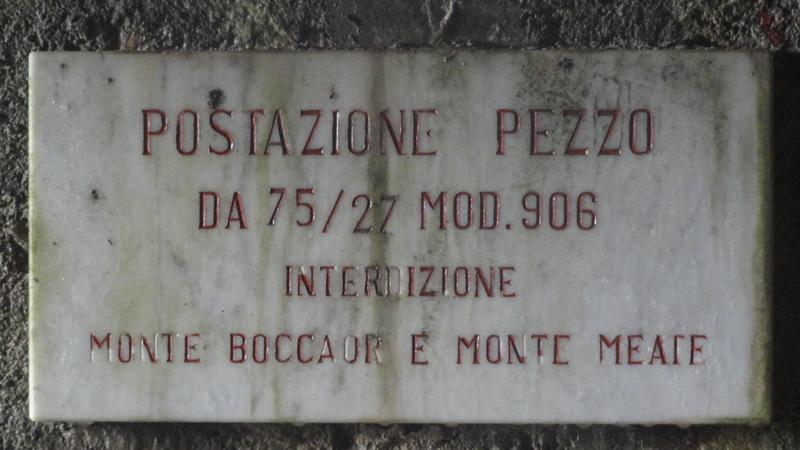 POSTAZIONE PEZZO
DA 75/27 MOD.906
INTERDIZIONE
MONTE BOCCAOR E MONTE MEATE